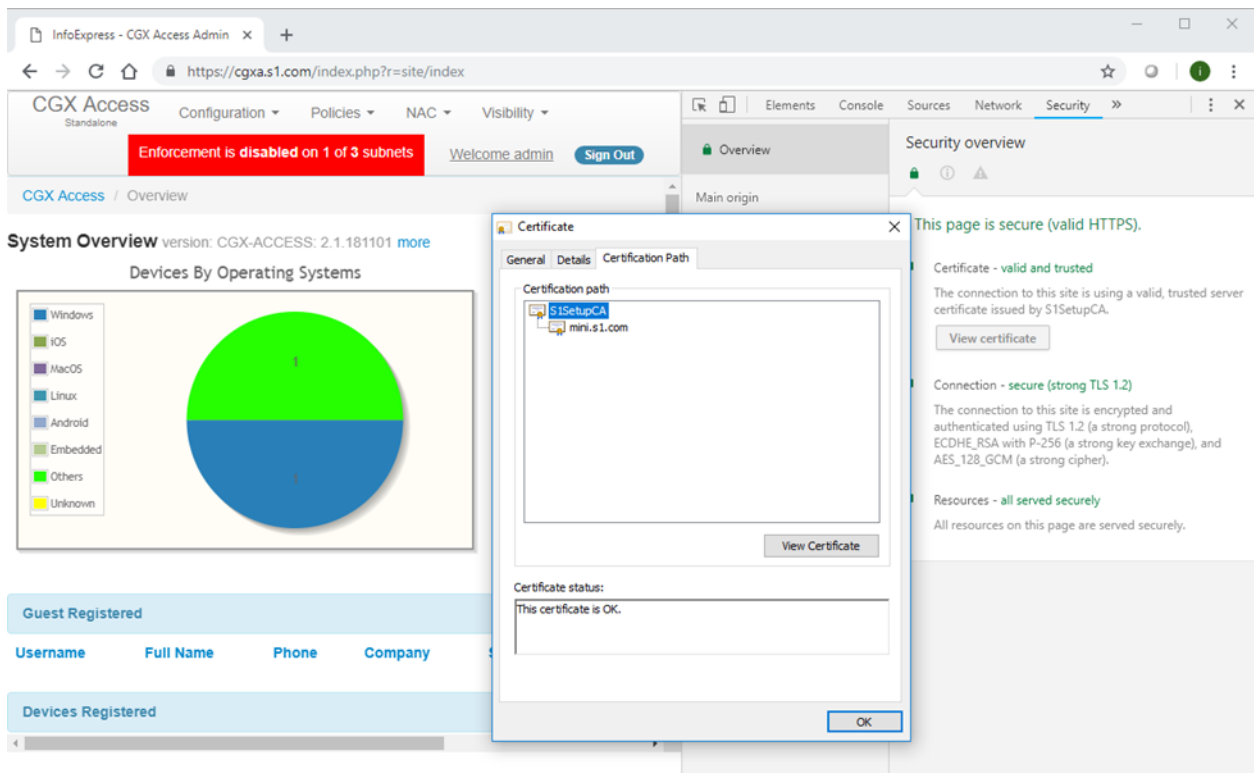 InfoExpress - CGX Access Admin
https://cgxa.s1.com/index.php?r=site/index
CGX Access
Standalone
Configuration
Policies
NAC
Visibility
Enforcement is disabled on 1 of 3 subnets
Welcome admin
Sign Out
CGX Access / Overview
System Overview version: CGX-ACCESS: 2.1.181101 more
Devices By Operating Systems
Windows
iOS
MacOS
Linux
Android
Embedded
Others
Unknown
1
Guest Registered
Username Full Name Phone Company
Devices Registered
Elements Console Sources Network Security »
Overview
Main origin
Certificate
General Details Certification Path
Certification path
S1SetupCA
mini.s1.com
View Certificate
Certificate status:
This certificate is OK.
OK
Security overview
This page is secure (valid HTTPS).
Certificate - valid and trusted
The connection to this site is using a valid, trusted server
certificate issued by S1SetupCA.
View certificate
Connection - secure (strong TLS 1.2)
The connection to this site is encrypted and
authenticated using TLS 1.2 (a strong protocol),
ECDHE_RSA with P-256 (a strong key exchange), and
AES_128_GCM (a strong cipher).
Resources - all served securely
All resources on this page are served securely.